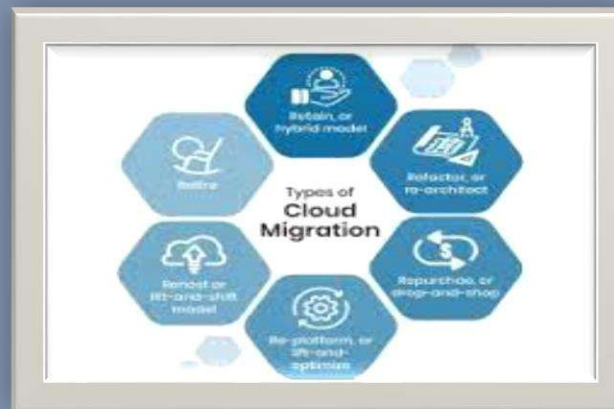 Retain, or
hybrid model
Refactor, or
re-architect
Repurchase, or
drop-and-shop
Re-platform, or
lift-and-
optimize
Rehost or
lift-and-shift
model
Retire
Types of
Cloud
Migration